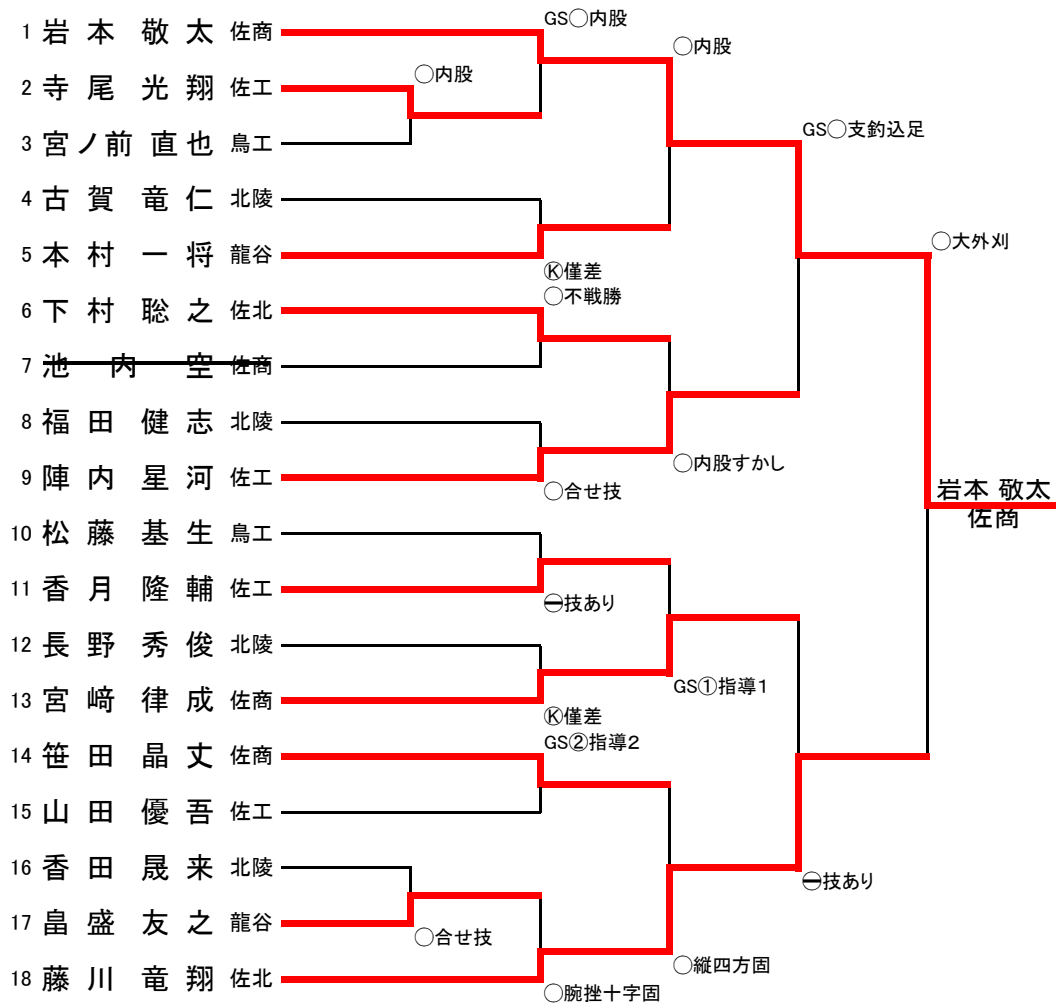 GS○内股
1 岩本 敬太 佐商
○内股
○内股
2 寺尾 光翔 佐工
GS○支釣込足
3 宮ノ前 直也 鳥工
4 古賀 竜仁 北陵
○大外刈
5 本村 一将 龍谷
Ⓚ僅差
○不戦勝
6 下村 聡之 佐北
7 池内 空 佐商
8 福田 健志 北陵
○内股すかし
9 陣内 星河 佐工
○合せ技
岩本 敬太
佐商
10 松藤 基生 鳥工
11 香月 隆輔 佐工
㊀技あり
12 長野 秀俊 北陵
GS①指導1
13 宮﨑 律成 佐商
Ⓚ僅差
GS②指導2
14 笹田 晶丈 佐商
15 山田 優吾 佐工
16 香田 晟来 北陵
㊀技あり
17 畠盛 友之 龍谷
○合せ技
○縦四方固
18 藤川 竜翔 佐北
○腕挫十字固